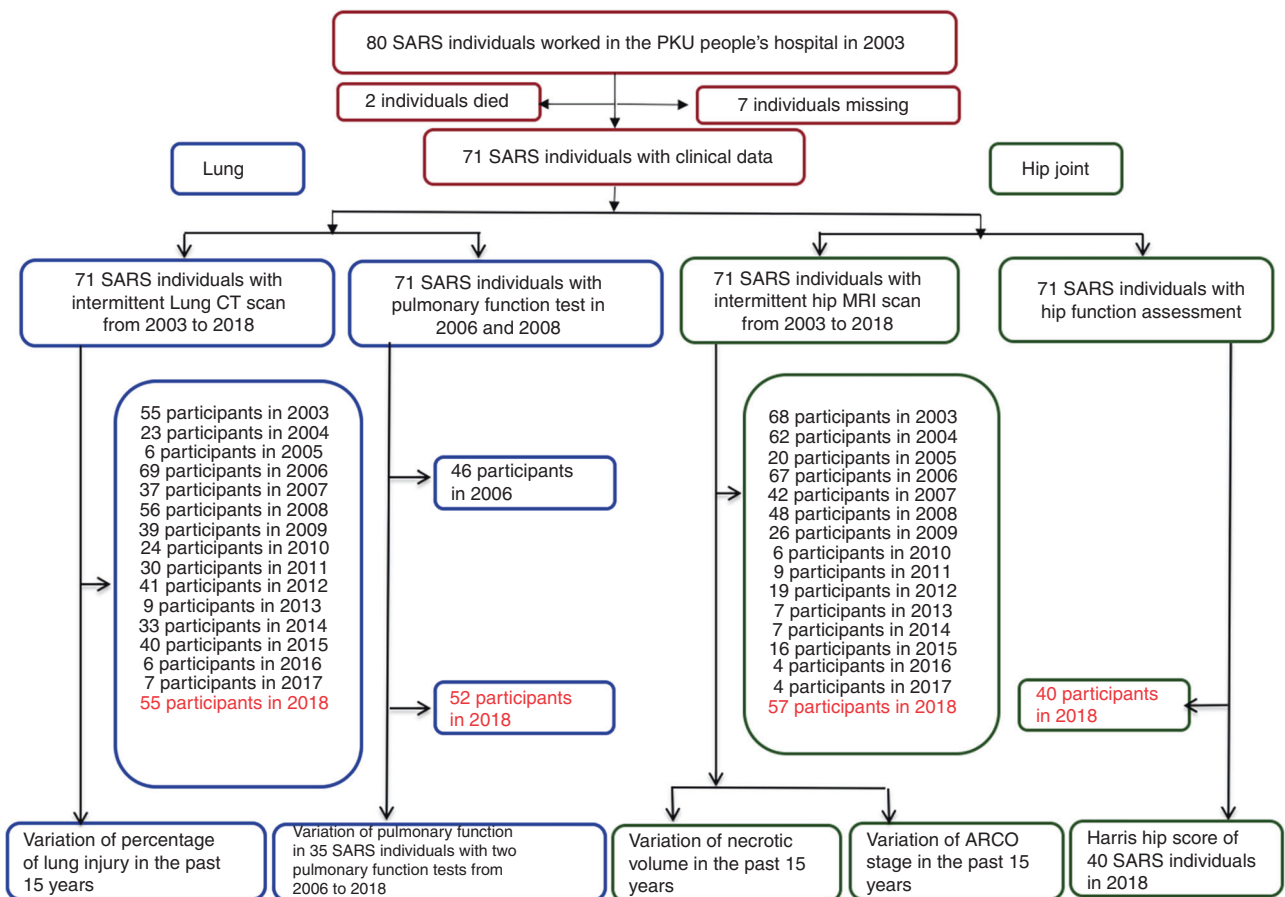 80 SARS individuals worked in the PKU people's hospital in 2003
2 individuals died
7 individuals missing
71 SARS individuals with clinical data
Lung
Hip joint
71 SARS individuals with
intermittent Lung CT scan
from 2003 to 2018
71 SARS individuals with
pulmonary function test in
2006 and 2008
71 SARS individuals with
intermittent hip MRI scan
from 2003 to 2018
71 SARS individuals with
hip function assessment
55 participants in 2003
23 participants in 2004
6 participants in 2005
69 participants in 2006
37 participants in 2007
56 participants in 2008
39 participants in 2009
24 participants in 2010
30 participants in 2011
41 participants in 2012
9 participants in 2013
33 participants in 2014
40 participants in 2015
6 participants in 2016
7 participants in 2017
55 participants in 2018
46 participants
in 2006
52 participants
in 2018
68 participants in 2003
62 participants in 2004
20 participants in 2005
67 participants in 2006
42 participants in 2007
48 participants in 2008
26 participants in 2009
6 participants in 2010
9 participants in 2011
19 participants in 2012
7 participants in 2013
7 participants in 2014
16 participants in 2015
4 participants in 2016
4 participants in 2017
57 participants in 2018
40 participants
in 2018
Variation of percentage
of lung injury in the past
15 years
Variation of pulmonary function
in 35 SARS individuals with two
pulmonary function tests from
2006 to 2018
Variation of necrotic
volume in the past 15
years
Variation of ARCO
stage in the past 15
years
Harris hip score of
40 SARS individuals
in 2018